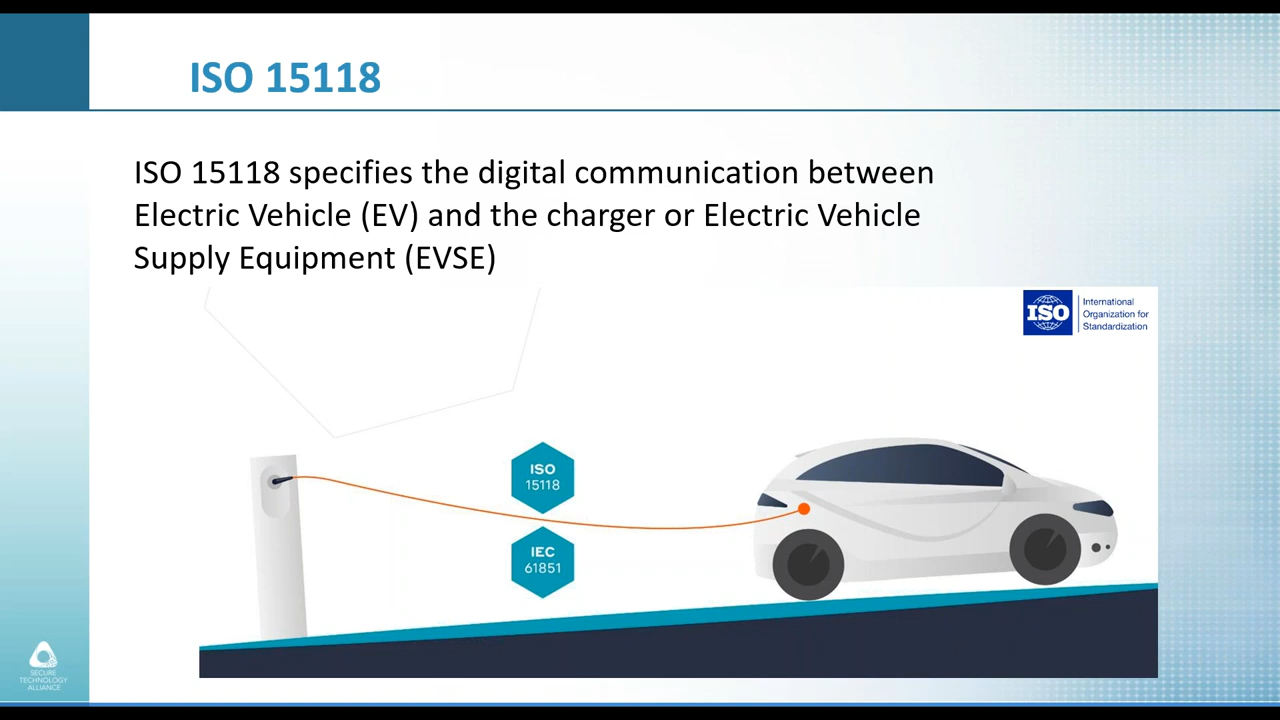 ISO 15118
ISO 15118 specifies the digital communication between
Electric Vehicle (EV) and the charger or Electric Vehicle
Supply Equipment (EVSE)
ISO
International
Organization for
Standardization
ISO
15118
IEC
61851
SECURE
TECHNOLOGY
ALLIANCE